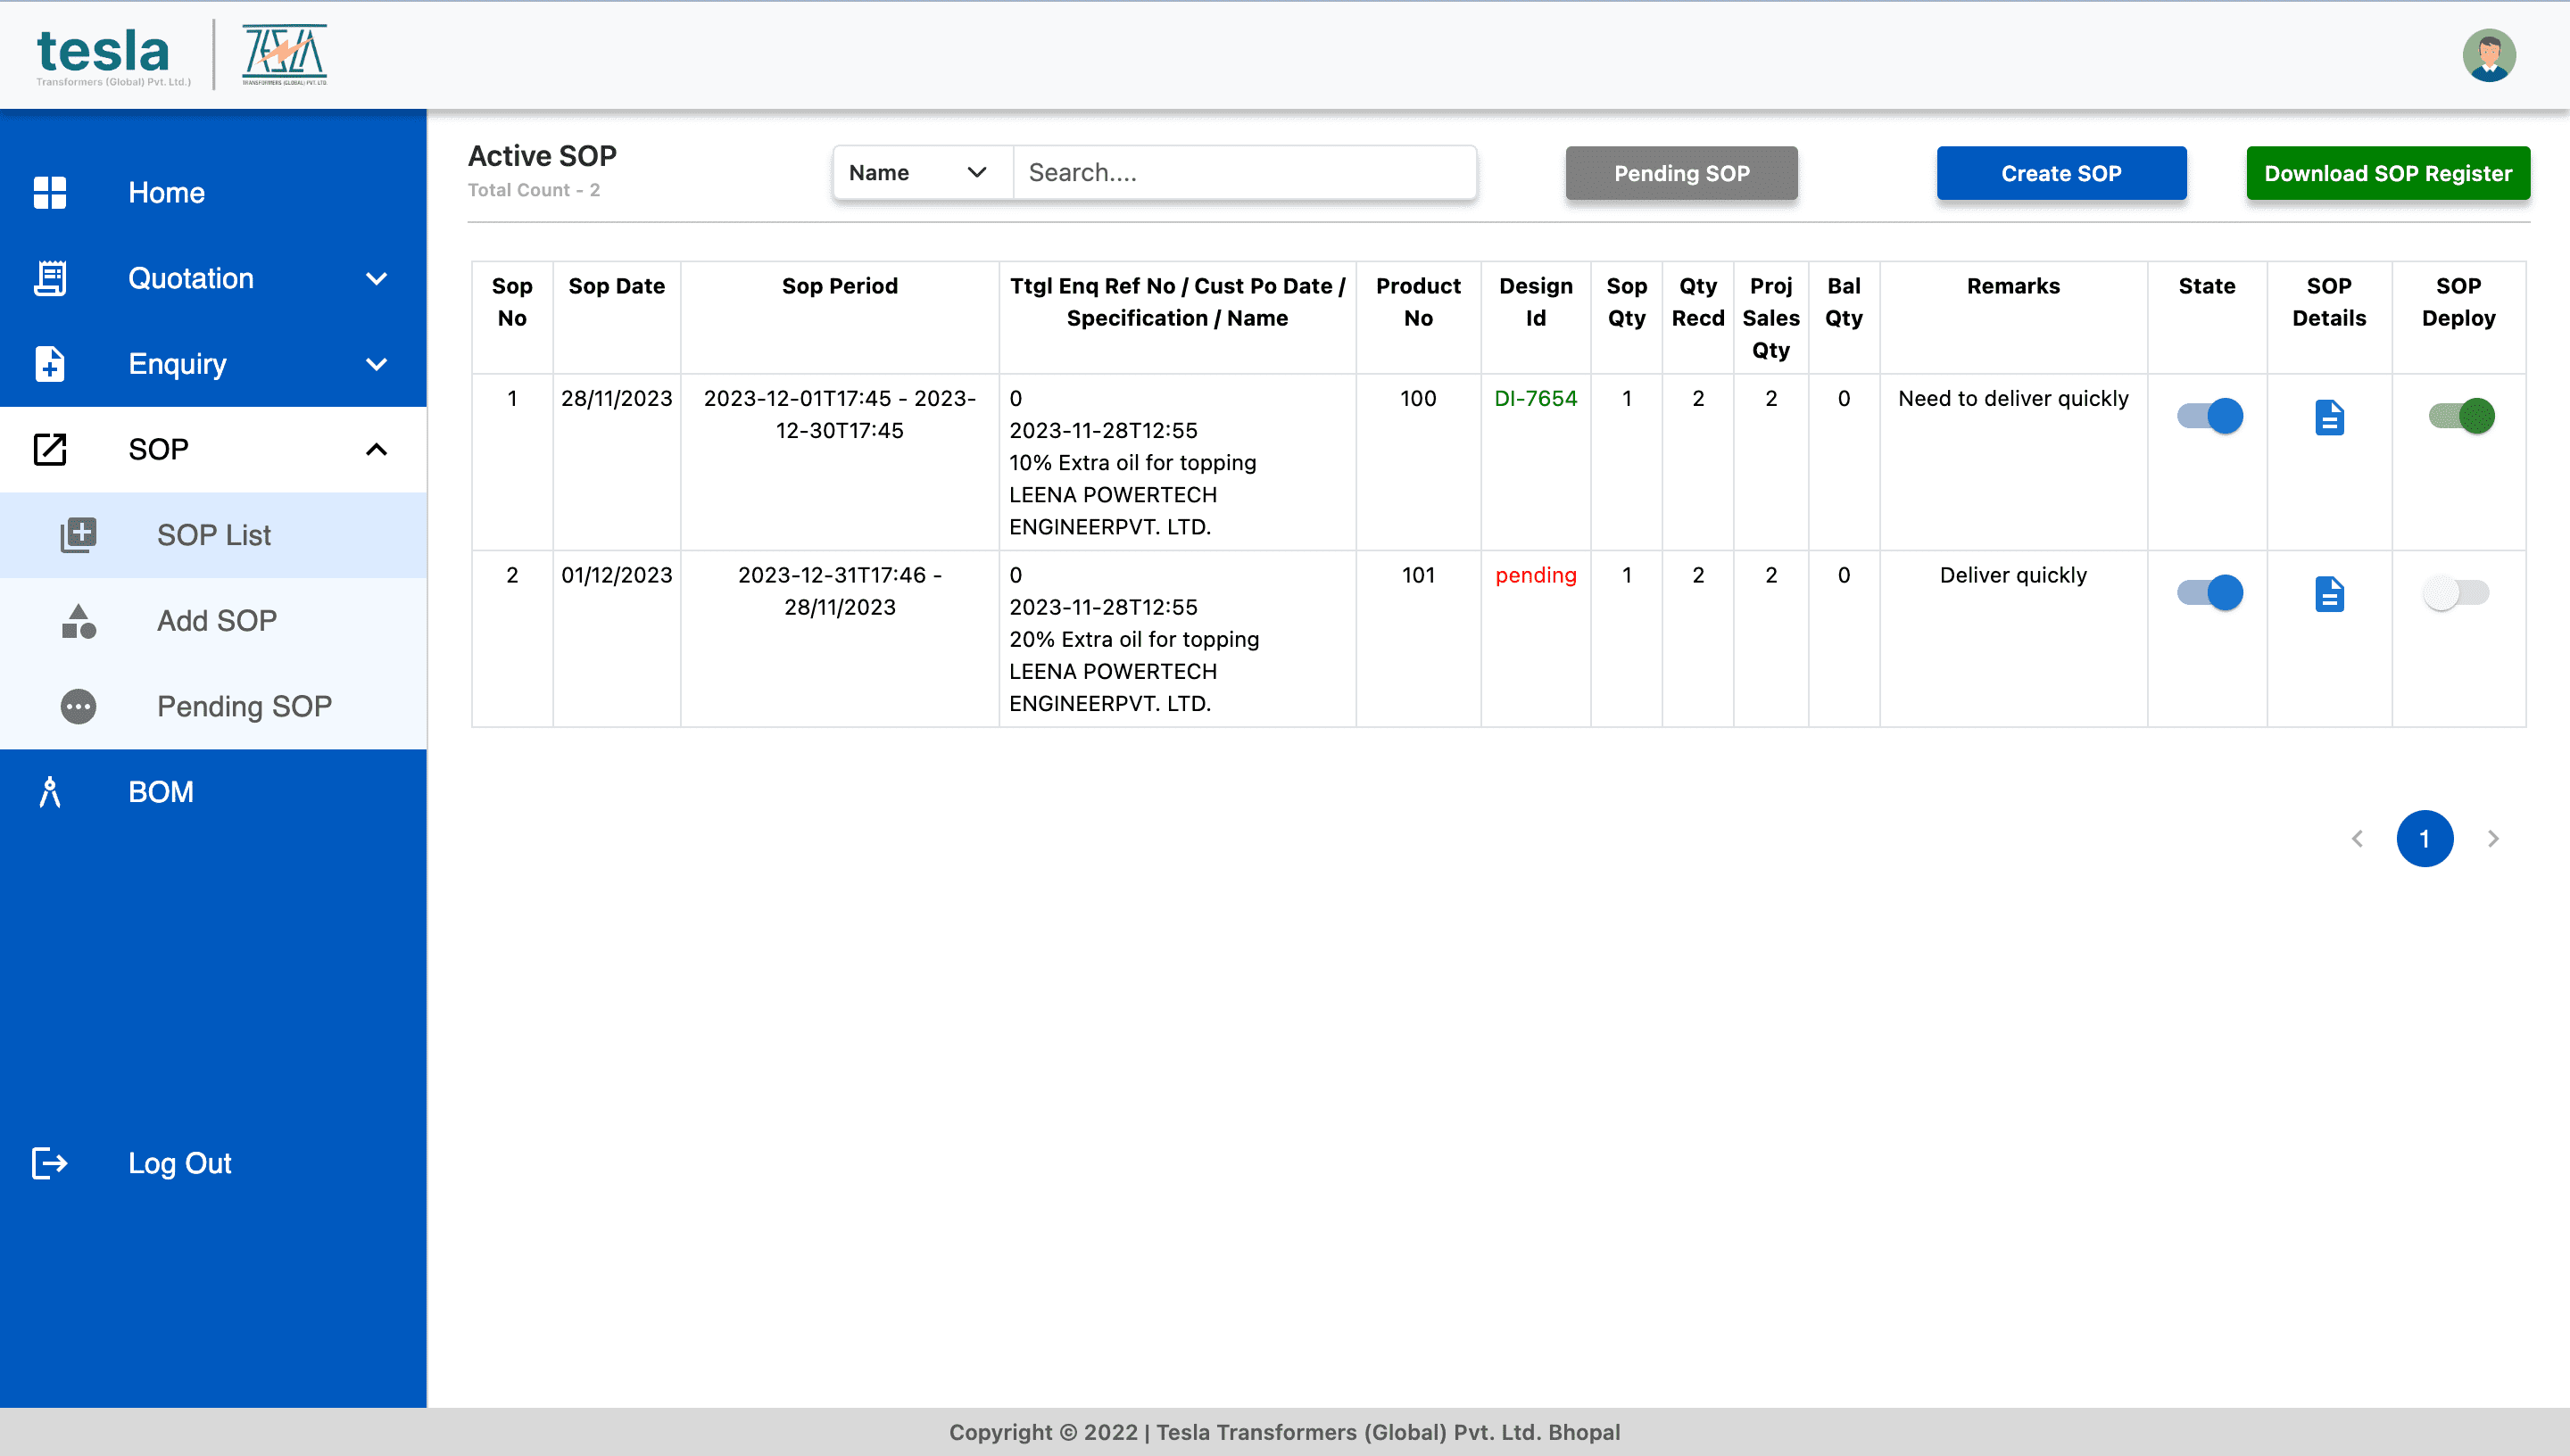 tesla
Transformers (Global) Pvt. Ltd.)
TESLA
TRANSFORMERS (GLOBAL) PVT. LTD.
Home
Quotation
Enquiry
SOP
SOP List
Add SOP
Pending SOP
BOM
Log Out
Active SOP
Total Count - 2
Name
Search....
Pending SOP
Create SOP
Download SOP Register
Sop No
Sop Date
Sop Period
Ttgl Enq Ref No / Cust Po Date /
Specification / Name
Product No
Design Id
Sop Qty
Qty Recd
Proj Sales Qty
Bal Qty
Remarks
State
SOP Details
SOP Deploy
1
28/11/2023
2023-12-01T17:45 - 2023-
12-30T17:45
0
2023-11-28T12:55
10% Extra oil for topping
LEENA POWERTECH
ENGINEERPVT. LTD.
100
DI-7654
1
2
2
0
Need to deliver quickly
2
01/12/2023
2023-12-31T17:46 -
28/11/2023
0
2023-11-28T12:55
20% Extra oil for topping
LEENA POWERTECH
ENGINEERPVT. LTD.
101
pending
1
2
2
0
Deliver quickly
1
Copyright © 2022 | Tesla Transformers (Global) Pvt. Ltd. Bhopal